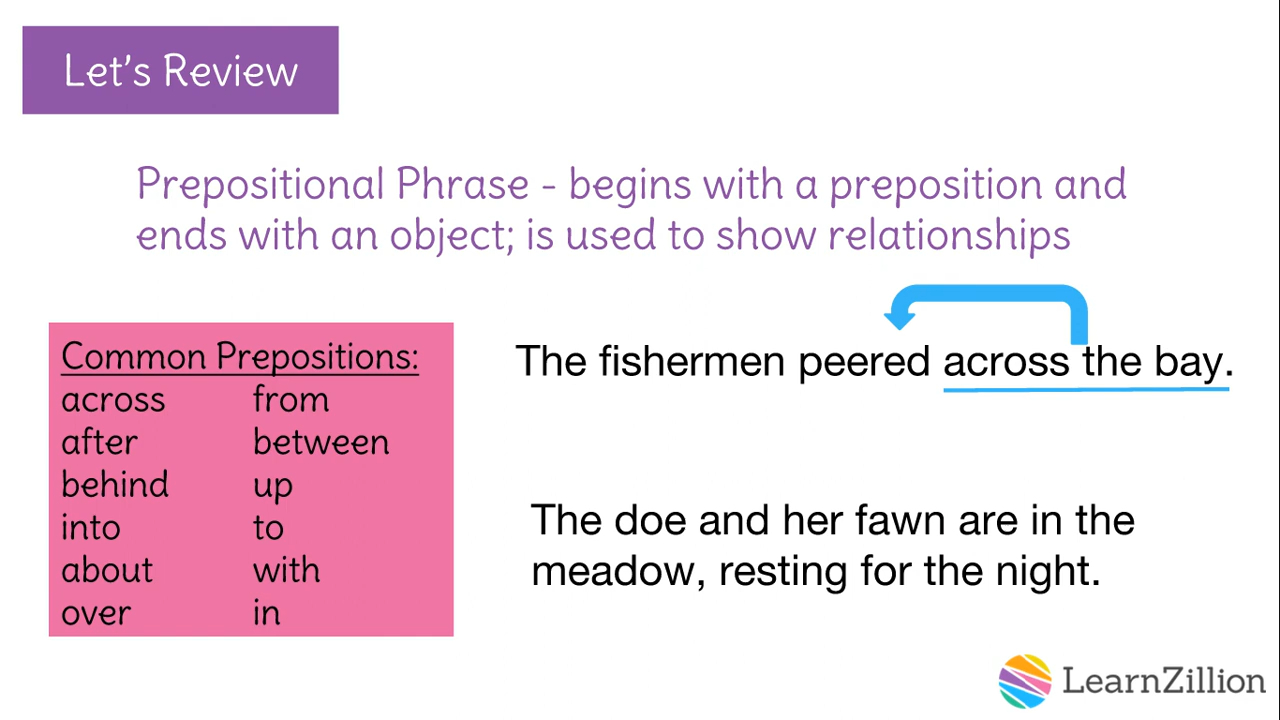 Let's Review
Prepositional Phrase - begins with a preposition and
ends with an object; is used to show relationships
Common Prepositions:
across from
after between
behind up
into to
about with
over in
The fishermen peered across the bay.
The doe and her fawn are in the
meadow, resting for the night.
LearnZillion